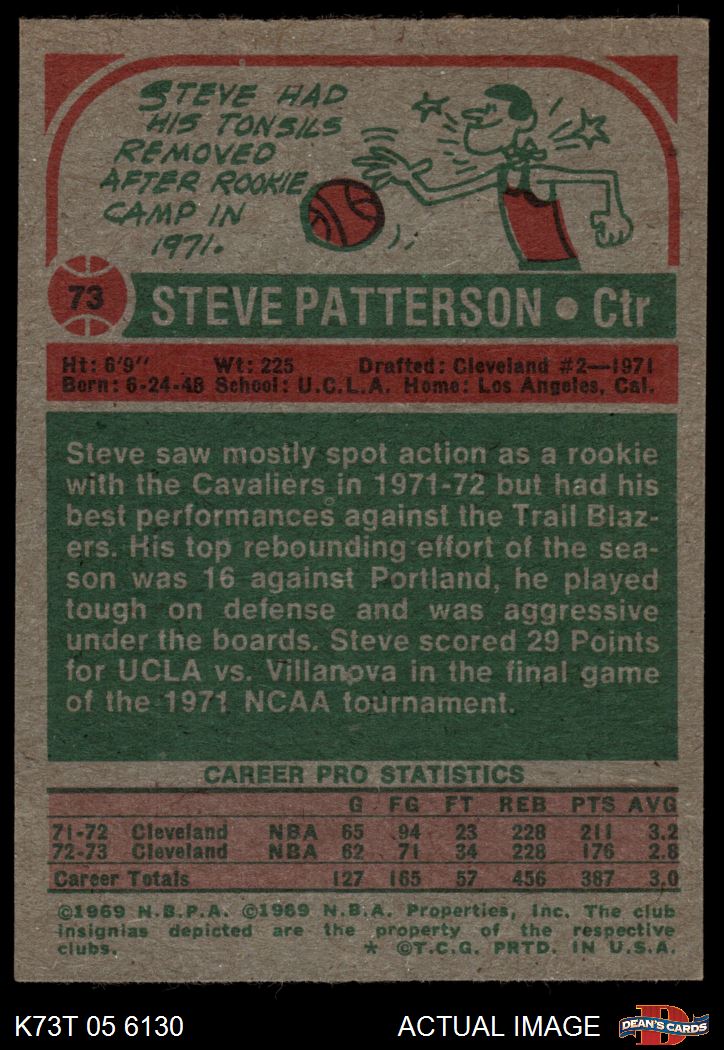 STEVE HAD
HIS TONSILS
REMOVED
AFTER ROOKIE
CAMP IN
1971.
73
STEVE PATTERSON • Ctr
Ht: 6'9" Wt: 225 Drafted: Cleveland #2—1971
Born: 6-24-48 School: U.C.L.A. Home: Los Angeles, Cal.
Steve saw mostly spot action as a rookie
with the Cavaliers in 1971-72 but had his
best performances against the Trail Blaz-
ers. His top rebounding effort of the sea-
son was 16 against Portland, he played
tough on defense and was aggressive
under the boards. Steve scored 29 Points
for UCLA vs. Villanova in the final game
of the 1971 NCAA tournament.
CAREER PRO STATISTICS
G FG FT REB PTS AVG
71-72 Cleveland NBA 65 94 23 228 211 3.2
72-73 Cleveland NBA 62 71 34 228 176 2.8
Career Totals 127 165 57 456 387 3.0
©1969 N.B.P.A. ©1969 N.B.A. Properties, Inc. The club
insignias depicted are the property of the respective
clubs. * ©T.C.G. PRTD. IN U.S.A.
K73T 05 6130 ACTUAL IMAGE
DEAN'S CARDS